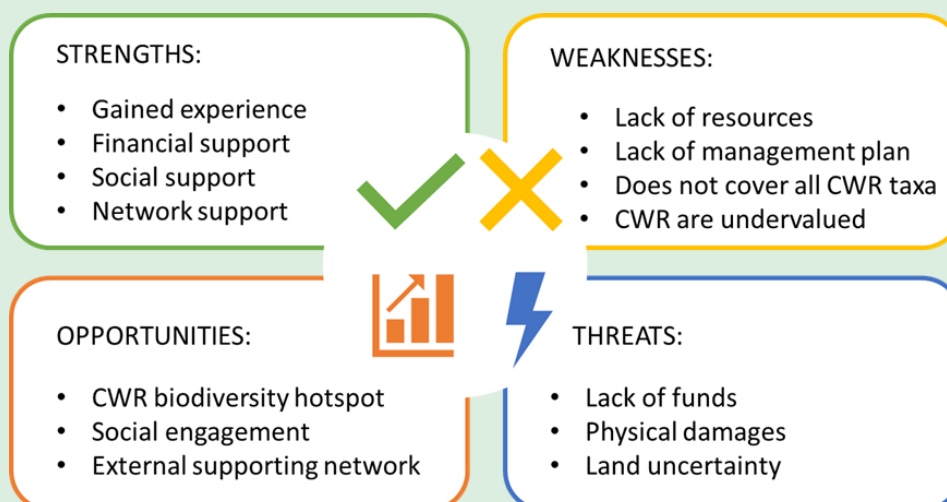 STRENGTHS:
• Gained experience
• Financial support
• Social support
• Network support
WEAKNESSES:
• Lack of resources
• Lack of management plan
• Does not cover all CWR taxa
• CWR are undervalued
OPPORTUNITIES:
• CWR biodiversity hotspot
• Social engagement
• External supporting network
THREATS:
• Lack of funds
• Physical damages
• Land uncertainty